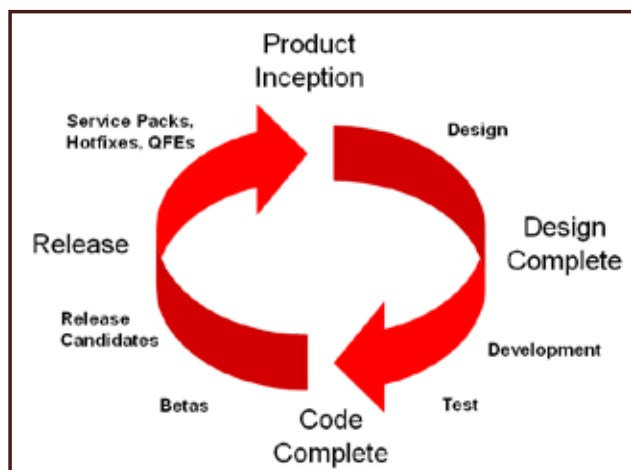 Product
Inception
Service Packs,
Hotfixes, QFEs
Design
Release
Design
Complete
Release
Candidates
Development
Betas
Test
Code
Complete